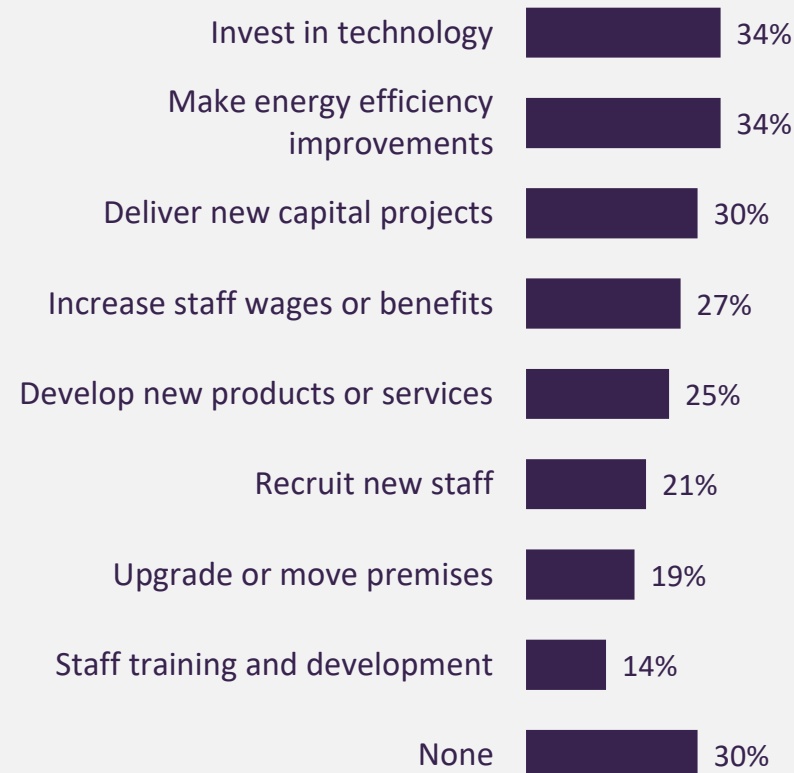 Invest in technology 34%
Make energy efficiency
improvements 34%
Deliver new capital projects 30%
Increase staff wages or benefits 27%
Develop new products or services 25%
Recruit new staff 21%
Upgrade or move premises 19%
Staff training and development 14%
None 30%